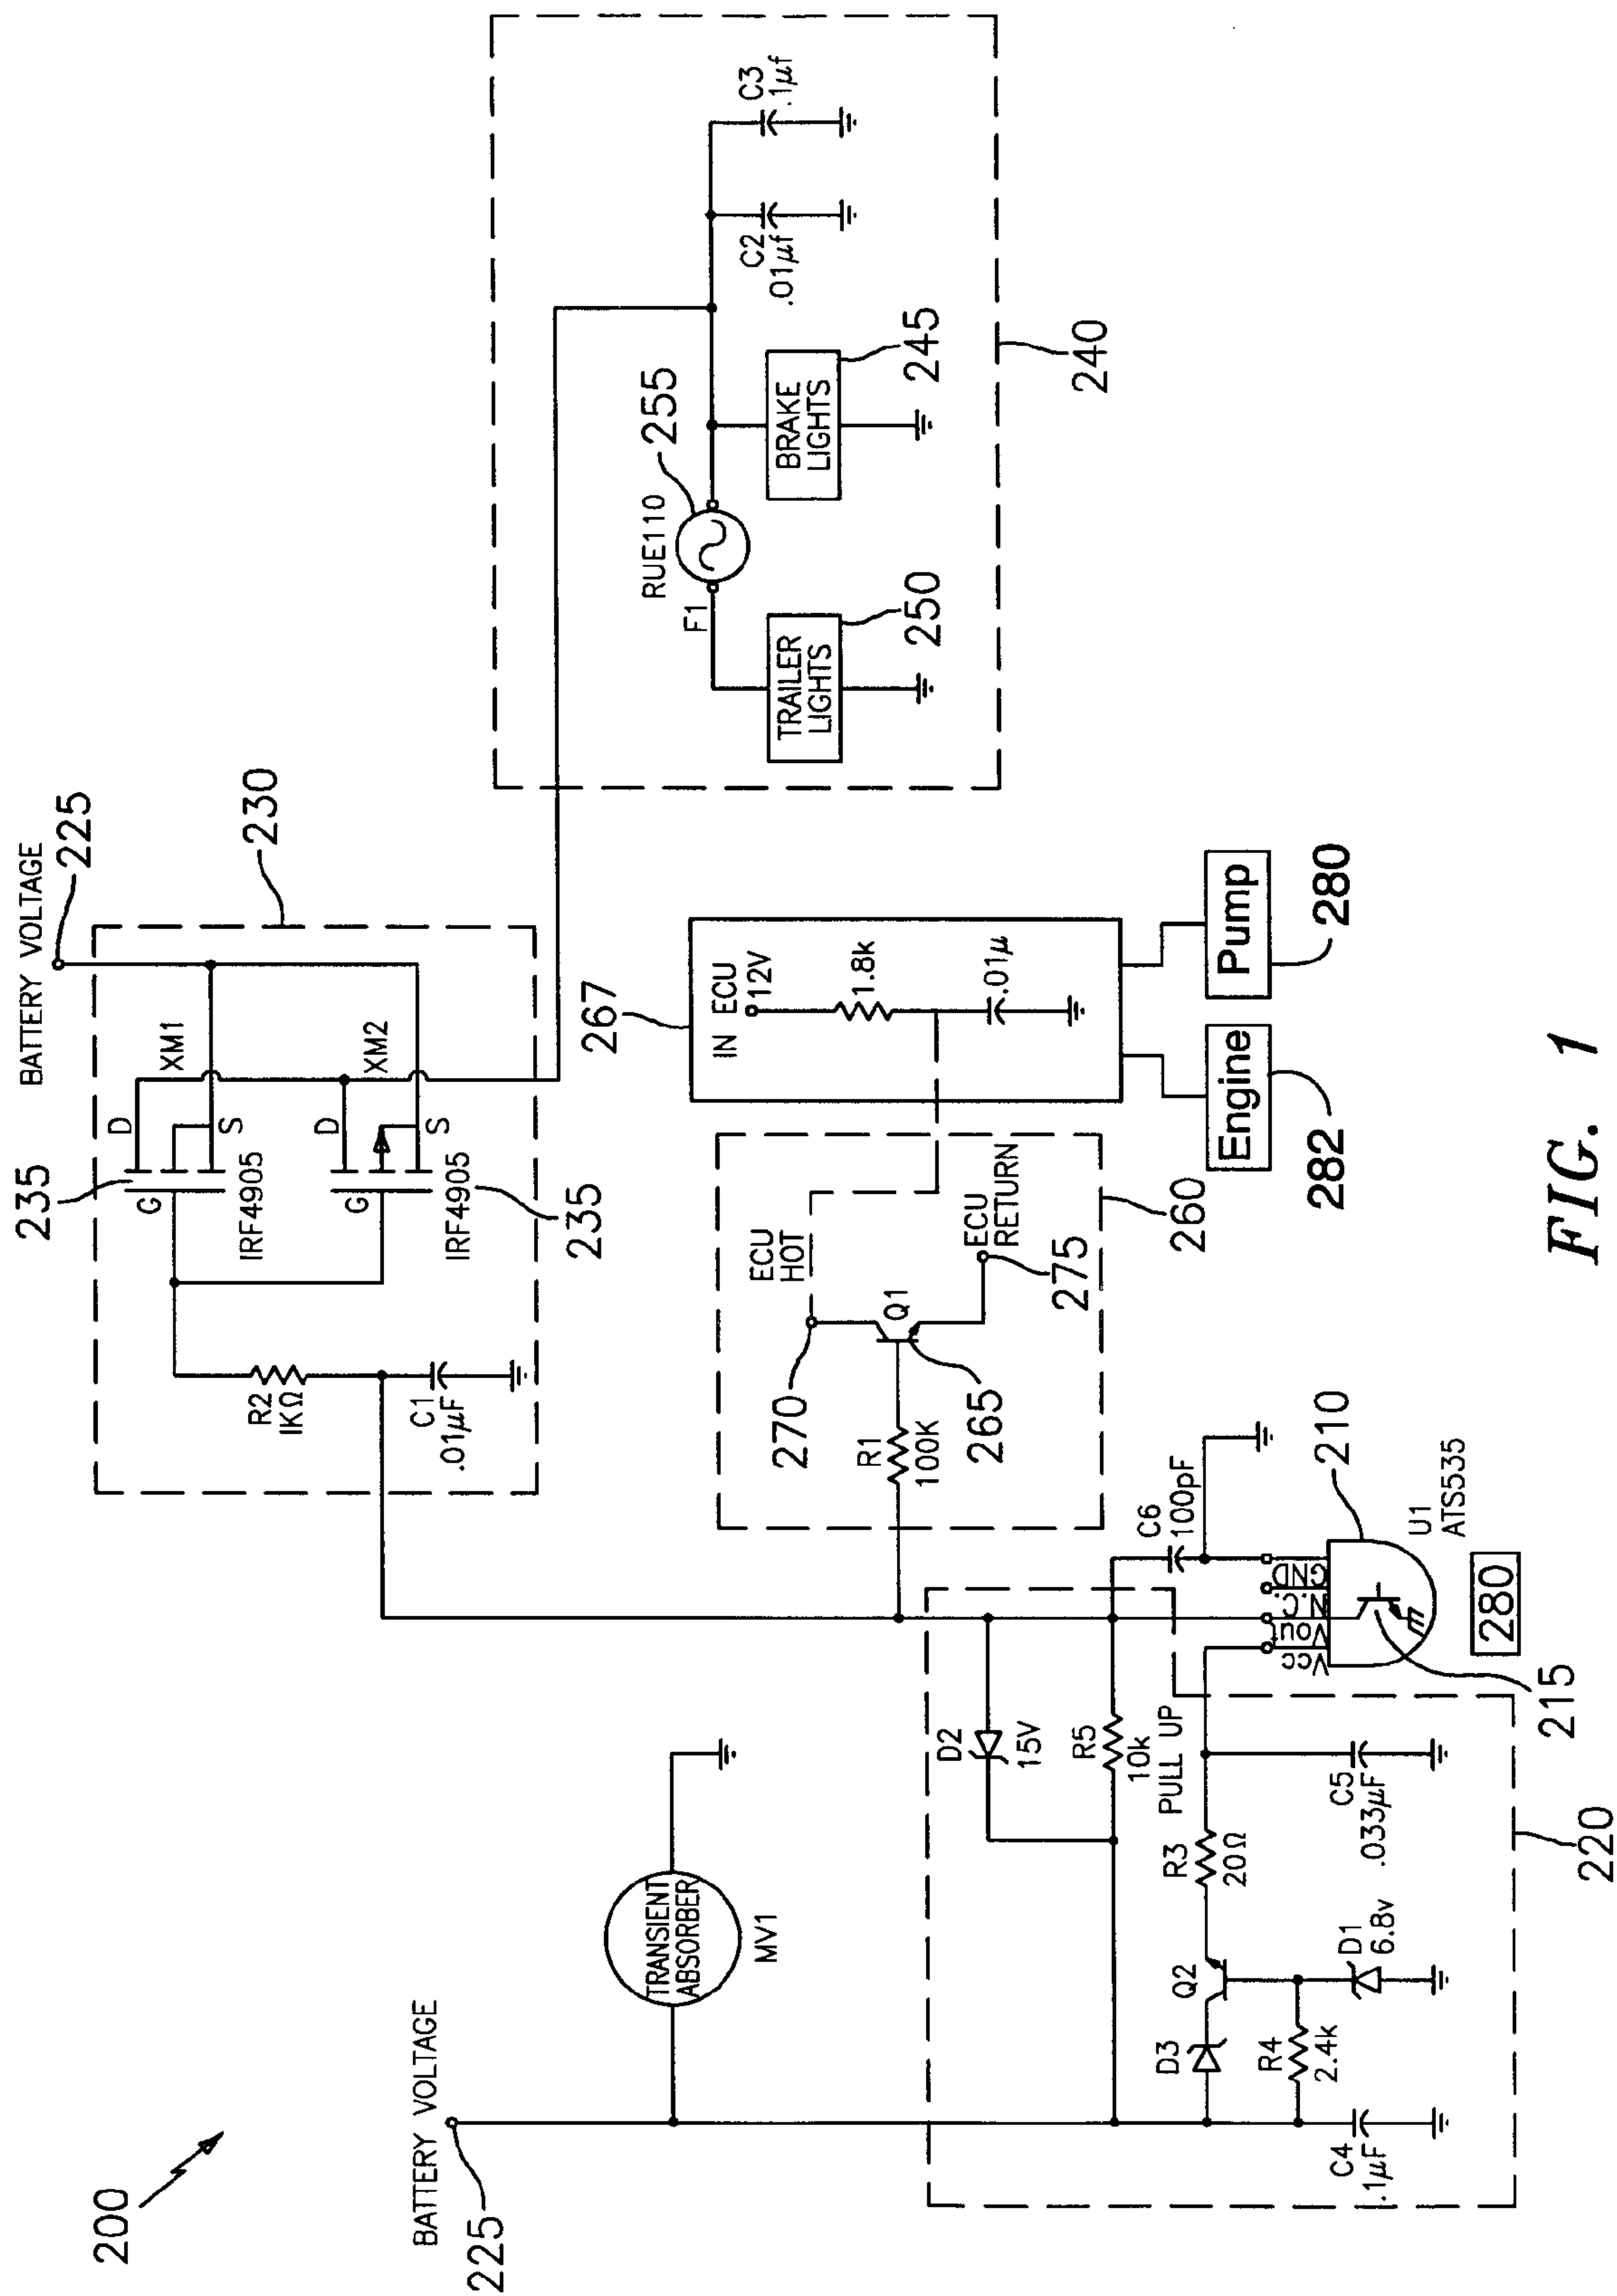 200
BATTERY VOLTAGE
225
TRANSIENT
ABSORBER
MV1
BATTERY VOLTAGE
225
230
235
D
G
S
XM1
IRF4905
D
G
S
XM2
IRF4905
235
R2
1KΩ
C1
.01µF
240
RUE110
255
F1
TRAILER
LIGHTS
250
BRAKE
LIGHTS
245
C2
.01µf
C3
.1µf
267
IN ECU
12V
1.8k
.01µ
Engine
282
Pump
280
ECU
HOT
270
Q1
265
R1
100K
ECU
RETURN
275
260
D2
15V
R5
10k
PULL UP
C6
100pF
D3
Q2
R3
20Ω
R4
2.4k
D1
6.8v
C4
.1µF
C5
.033µF
220
Vcc
Vout
N.C.
GND
215
210
U1
ATS535
280
FIG. 1